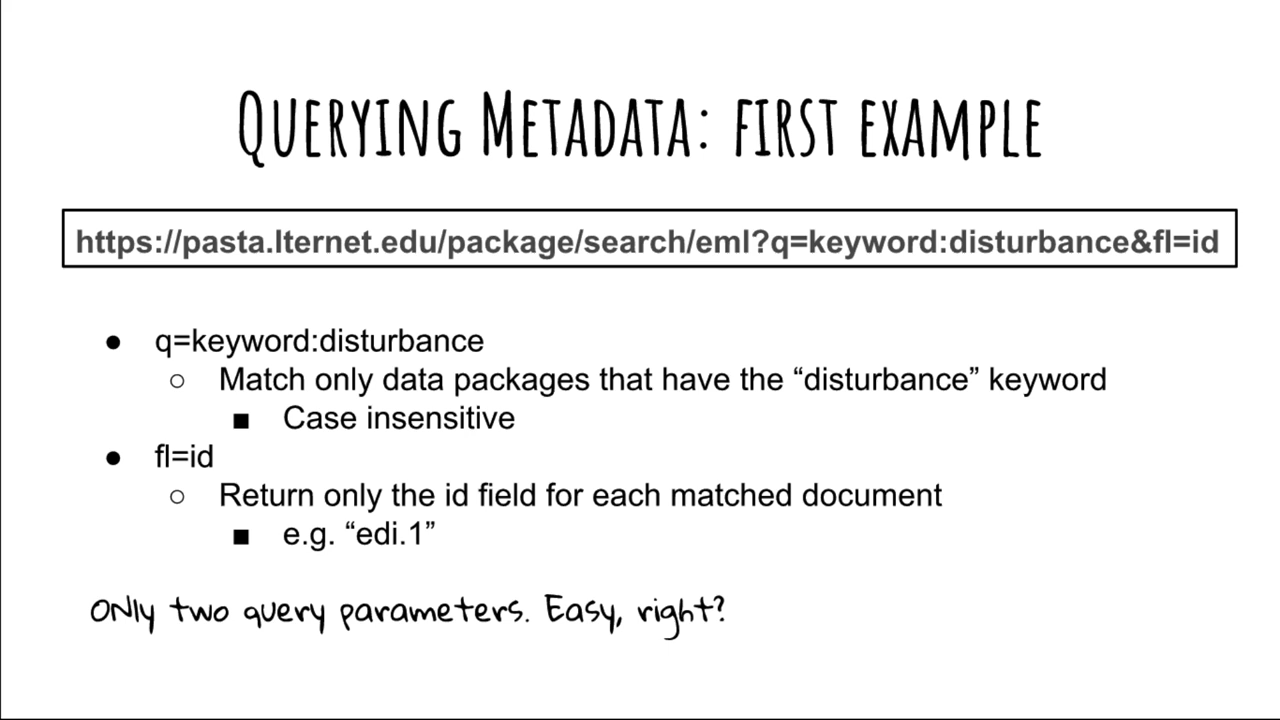 QUERYING METADATA: FIRST EXAMPLE
https://pasta.lternet.edu/package/search/eml?q=keyword:disturbance&fl=id
● q=keyword:disturbance
○ Match only data packages that have the “disturbance” keyword
■ Case insensitive
● fl=id
○ Return only the id field for each matched document
■ e.g. “edi.1”
Only two query parameters. Easy, right?